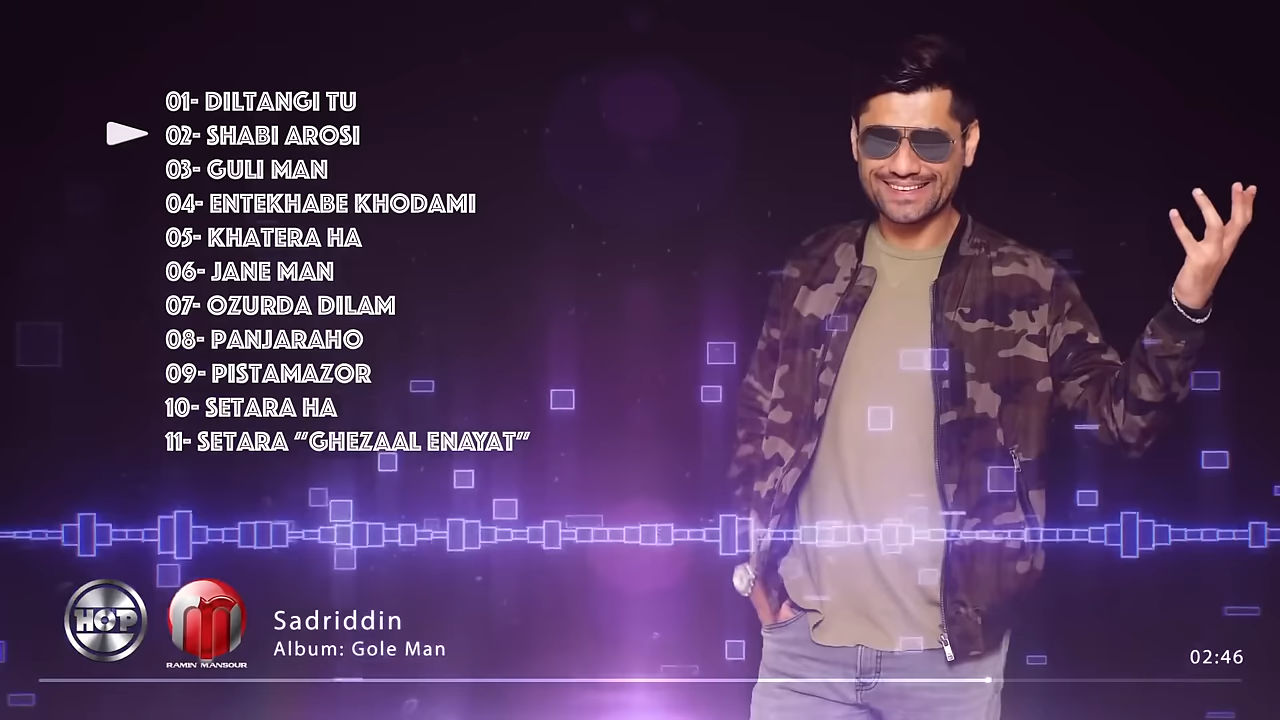 01- DILTANGI TU
02- SHABI AROSI
03- GULI MAN
04- ENTEKHABE KHODAMI
05- KHATERA HA
06- JANE MAN
07- OZURDA DILAM
08- PANJARAHO
09- PISTAMAZOR
10- SETARA HA
11- SETARA “GHEZAAL ENAYAT”
HOP
RAMIN MANSOUR
Sadriddin
Album: Gole Man
02:46